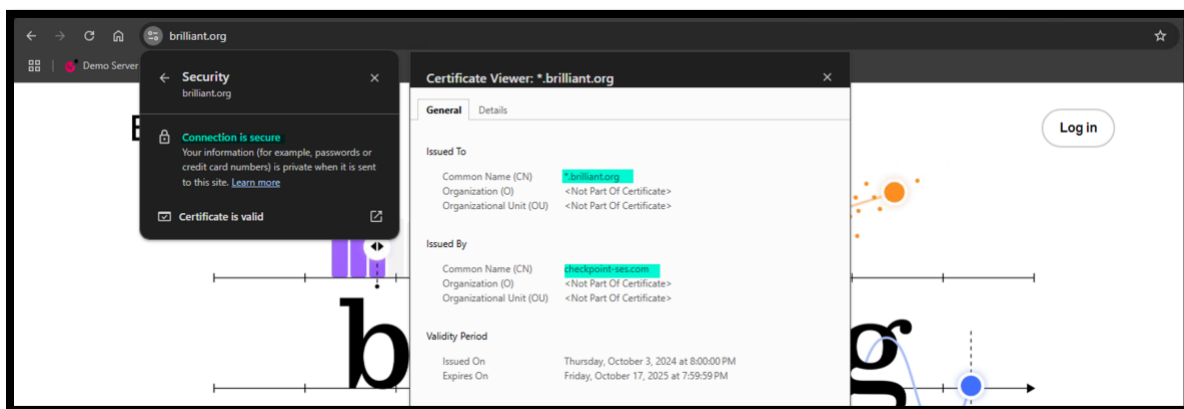 brilliant.org
Demo Server
Security
brilliant.org
Connection is secure
Your information (for example, passwords or
credit card numbers) is private when it is sent
to this site. Learn more
Certificate is valid
Certificate Viewer: *.brilliant.org
General Details
Issued To
Common Name (CN) *.brilliant.org
Organization (O) <Not Part Of Certificate>
Organizational Unit (OU) <Not Part Of Certificate>
Issued By
Common Name (CN) checkpoint-ses.com
Organization (O) <Not Part Of Certificate>
Organizational Unit (OU) <Not Part Of Certificate>
Validity Period
Issued On Thursday, October 3, 2024 at 8:00:00 PM
Expires On Friday, October 17, 2025 at 7:59:59 PM
Log in
b g